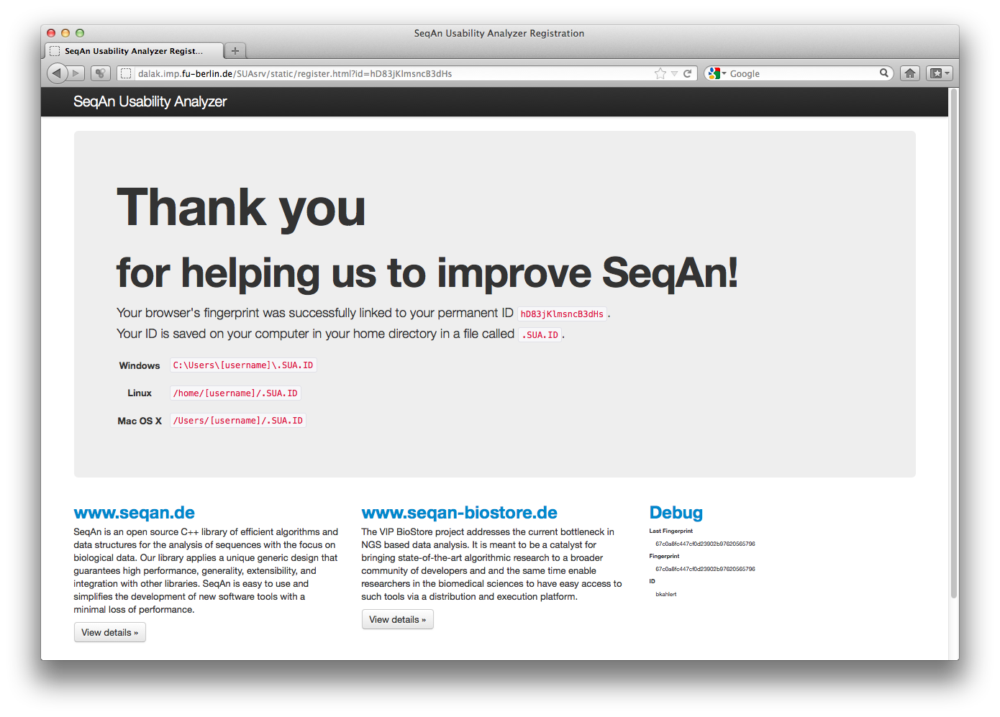 SeqAn Usability Analyzer Registration
SeqAn Usability Analyzer Regist...
dalak.imp.fu-berlin.de/SUAsrv/static/register.html?id=hD83jKlmsncB3dHs
Google
SeqAn Usability Analyzer
Thank you
for helping us to improve SeqAn!
Your browser's fingerprint was successfully linked to your permanent ID hD83jKlmsncB3dHs.
Your ID is saved on your computer in your home directory in a file called .SUA.ID.
Windows C:\Users\[username]\.SUA.ID
Linux /home/[username]/.SUA.ID
Mac OS X /Users/[username]/.SUA.ID
www.seqan.de
SeqAn is an open source C++ library of efficient algorithms and
data structures for the analysis of sequences with the focus on
biological data. Our library applies a unique generic design that
guarantees high performance, generality, extensibility, and
integration with other libraries. SeqAn is easy to use and
simplifies the development of new software tools with a
minimal loss of performance.
View details »
www.seqan-biostore.de
The VIP BioStore project addresses the current bottleneck in
NGS based data analysis. It is meant to be a catalyst for
bringing state-of-the-art algorithmic research to a broader
community of developers and and the same time enable
researchers in the biomedical sciences to have easy access to
such tools via a distribution and execution platform.
View details »
Debug
Last Fingerprint
67c0a8fc447cf0d23902b97620565796
Fingerprint
67c0a8fc447cf0d23902b97620565796
ID
bkahlert